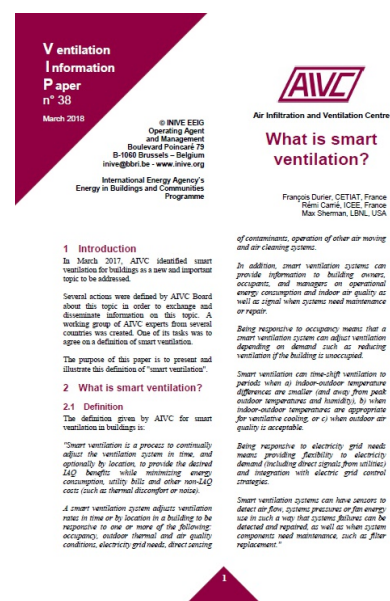 V entilation
I nformation
P aper
n° 38
March 2018
© INIVE EEIG
Operating Agent
and Management
Boulevard Poincaré 79
B-1060 Brussels – Belgium
inive@bbri.be - www.inive.org
International Energy Agency's
Energy in Buildings and Communities
Programme
AIVC
Air Infiltration and Ventilation Centre
What is smart
ventilation?
François Durier, CETIAT, France
Rémi Carrié, ICEE, France
Max Sherman, LBNL, USA
1 Introduction
In March 2017, AIVC identified smart
ventilation for buildings as a new and important
topic to be addressed.
Several actions were defined by AIVC Board
about this topic in order to exchange and
disseminate information on this topic. A
working group of AIVC experts from several
countries was created. One of its tasks was to
agree on a definition of smart ventilation.
The purpose of this paper is to present and
illustrate this definition of "smart ventilation".
2 What is smart ventilation?
2.1 Definition
The definition given by AIVC for smart
ventilation in buildings is:
"Smart ventilation is a process to continually
adjust the ventilation system in time, and
optionally by location, to provide the desired
IAQ benefits while minimizing energy
consumption, utility bills and other non-IAQ
costs (such as thermal discomfort or noise).
A smart ventilation system adjusts ventilation
rates in time or by location in a building to be
responsive to one or more of the following:
occupancy, outdoor thermal and air quality
conditions, electricity grid needs, direct sensing
of contaminants, operation of other air moving
and air cleaning systems.
In addition, smart ventilation systems can
provide information to building owners,
occupants, and managers on operational
energy consumption and indoor air quality as
well as signal when systems need maintenance
or repair.
Being responsive to occupancy means that a
smart ventilation system can adjust ventilation
depending on demand such as reducing
ventilation if the building is unoccupied.
Smart ventilation can time-shift ventilation to
periods when a) indoor-outdoor temperature
differences are smaller (and away from peak
outdoor temperatures and humidity), b) when
indoor-outdoor temperatures are appropriate
for ventilative cooling, or c) when outdoor air
quality is acceptable.
Being responsive to electricity grid needs
means providing flexibility to electricity
demand (including direct signals from utilities)
and integration with electric grid control
strategies.
Smart ventilation systems can have sensors to
detect air flow, systems pressures or fan energy
use in such a way that systems failures can be
detected and repaired, as well as when system
components need maintenance, such as filter
replacement."
1